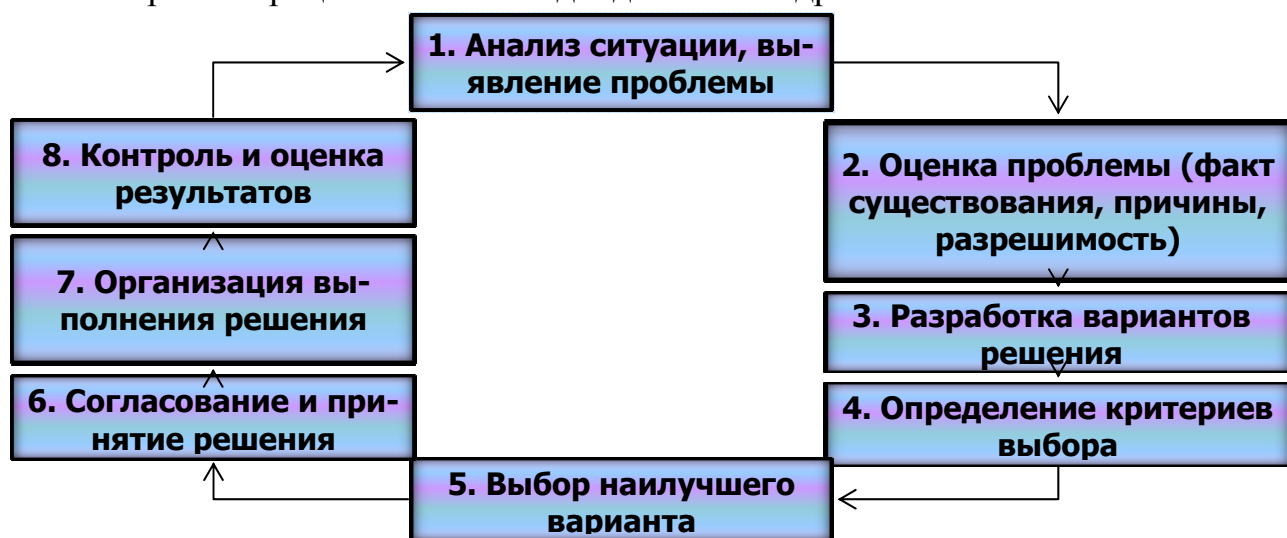 1. Анализ ситуации, вы-
явление проблемы
2. Оценка проблемы (факт
существования, причины,
разрешимость)
3. Разработка вариантов
решения
4. Определение критериев
выбора
5. Выбор наилучшего
варианта
6. Согласование и при-
нятие решения
7. Организация вы-
полнения решения
8. Контроль и оценка
результатов